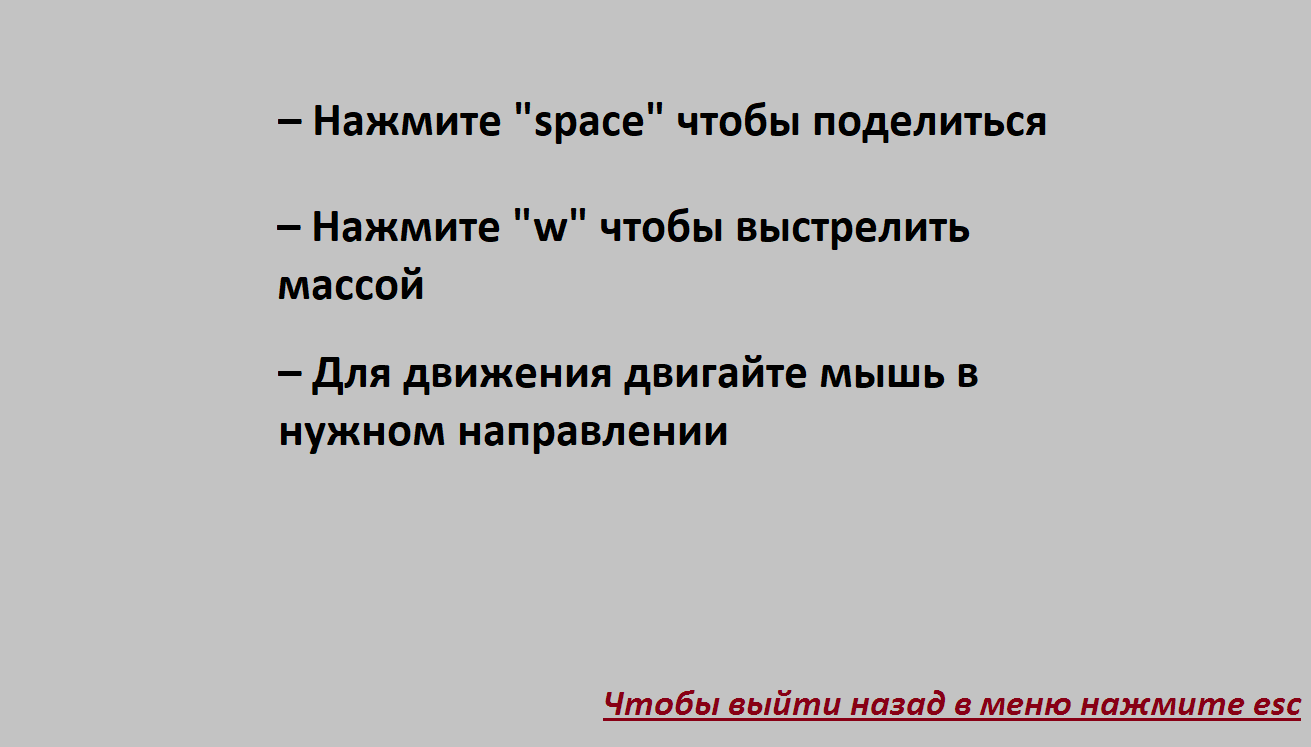 – Нажмите "space" чтобы поделиться
– Нажмите "w" чтобы выстрелить
массой
– Для движения двигайте мышь в
нужном направлении
Чтобы выйти назад в меню нажмите esc